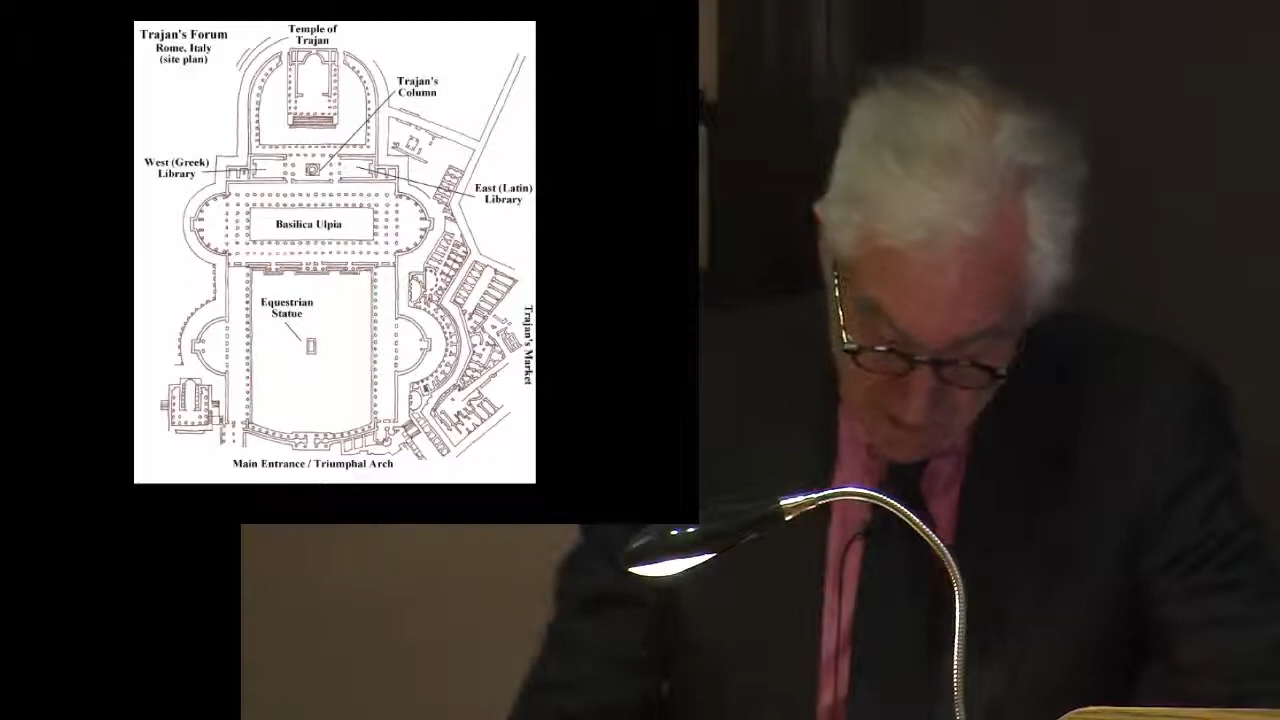 Trajan's Forum
Rome, Italy
(site plan)
Temple of
Trajan
Trajan's
Column
West (Greek)
Library
East (Latin)
Library
Basilica Ulpia
Equestrian
Statue
Trajan's Market
Main Entrance / Triumphal Arch